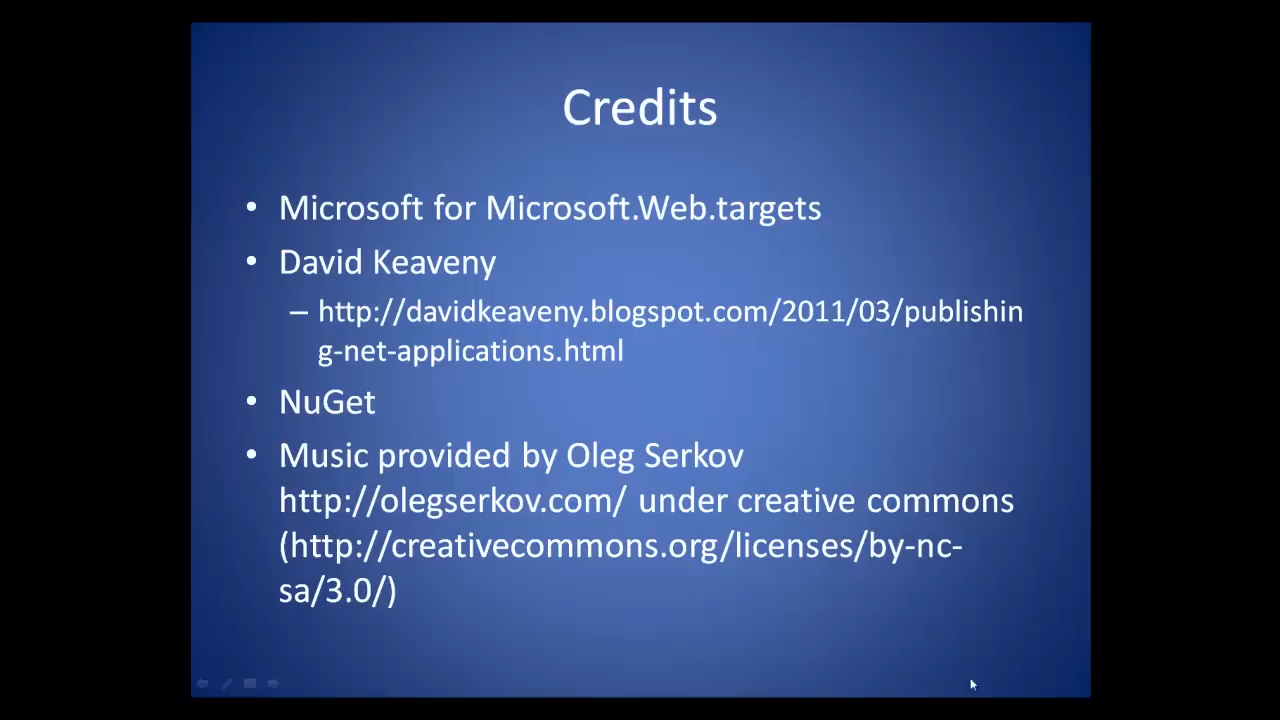 Credits
• Microsoft for Microsoft.Web.targets
• David Keaveny
– http://davidkeaveny.blogspot.com/2011/03/publishin
g-net-applications.html
• NuGet
• Music provided by Oleg Serkov
http://olegserkov.com/ under creative commons
(http://creativecommons.org/licenses/by-nc-
sa/3.0/)